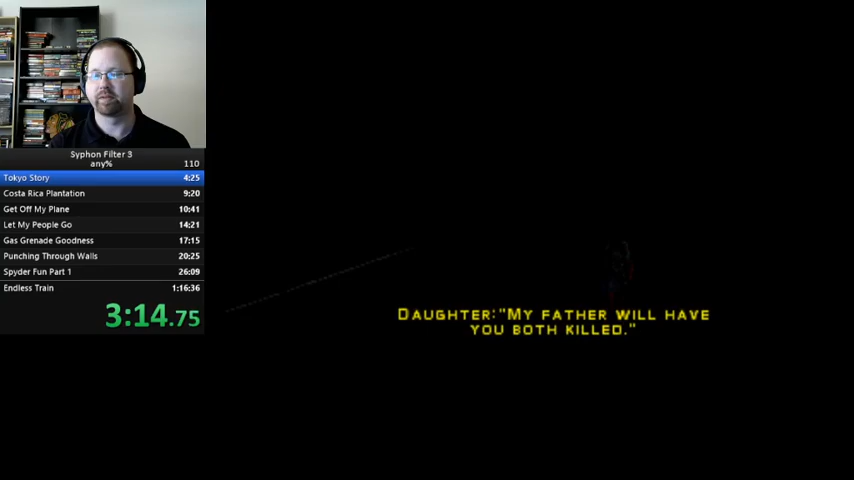 Syphon Filter 3
any% 110
Tokyo Story 4:25
Costa Rica Plantation 9:20
Get Off My Plane 10:41
Let My People Go 14:21
Gas Grenade Goodness 17:15
Punching Through Walls 20:25
Spyder Fun Part 1 26:09
Endless Train 1:16:36
3:14.75
Daughter:"My father will have
you both killed."